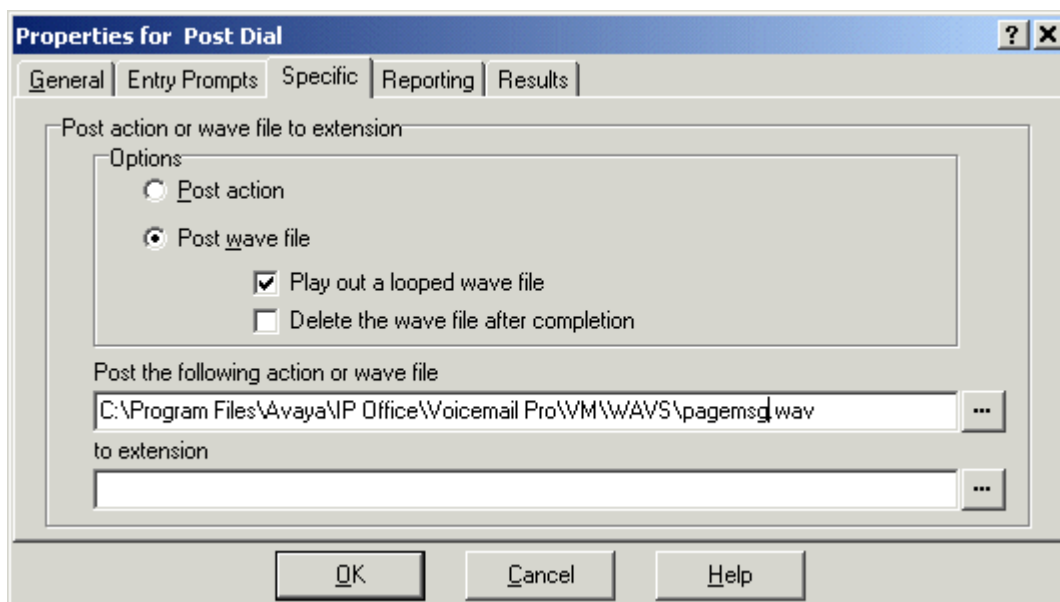 Properties for Post Dial
General Entry Prompts Specific Reporting Results
Post action or wave file to extension
Options
Post action
Post wave file
Play out a looped wave file
Delete the wave file after completion
Post the following action or wave file
C:\Program Files\Avaya\IP Office\Voicemail Pro\VM\WAVS\pagemsg.wav ...
to extension
...
OK Cancel Help